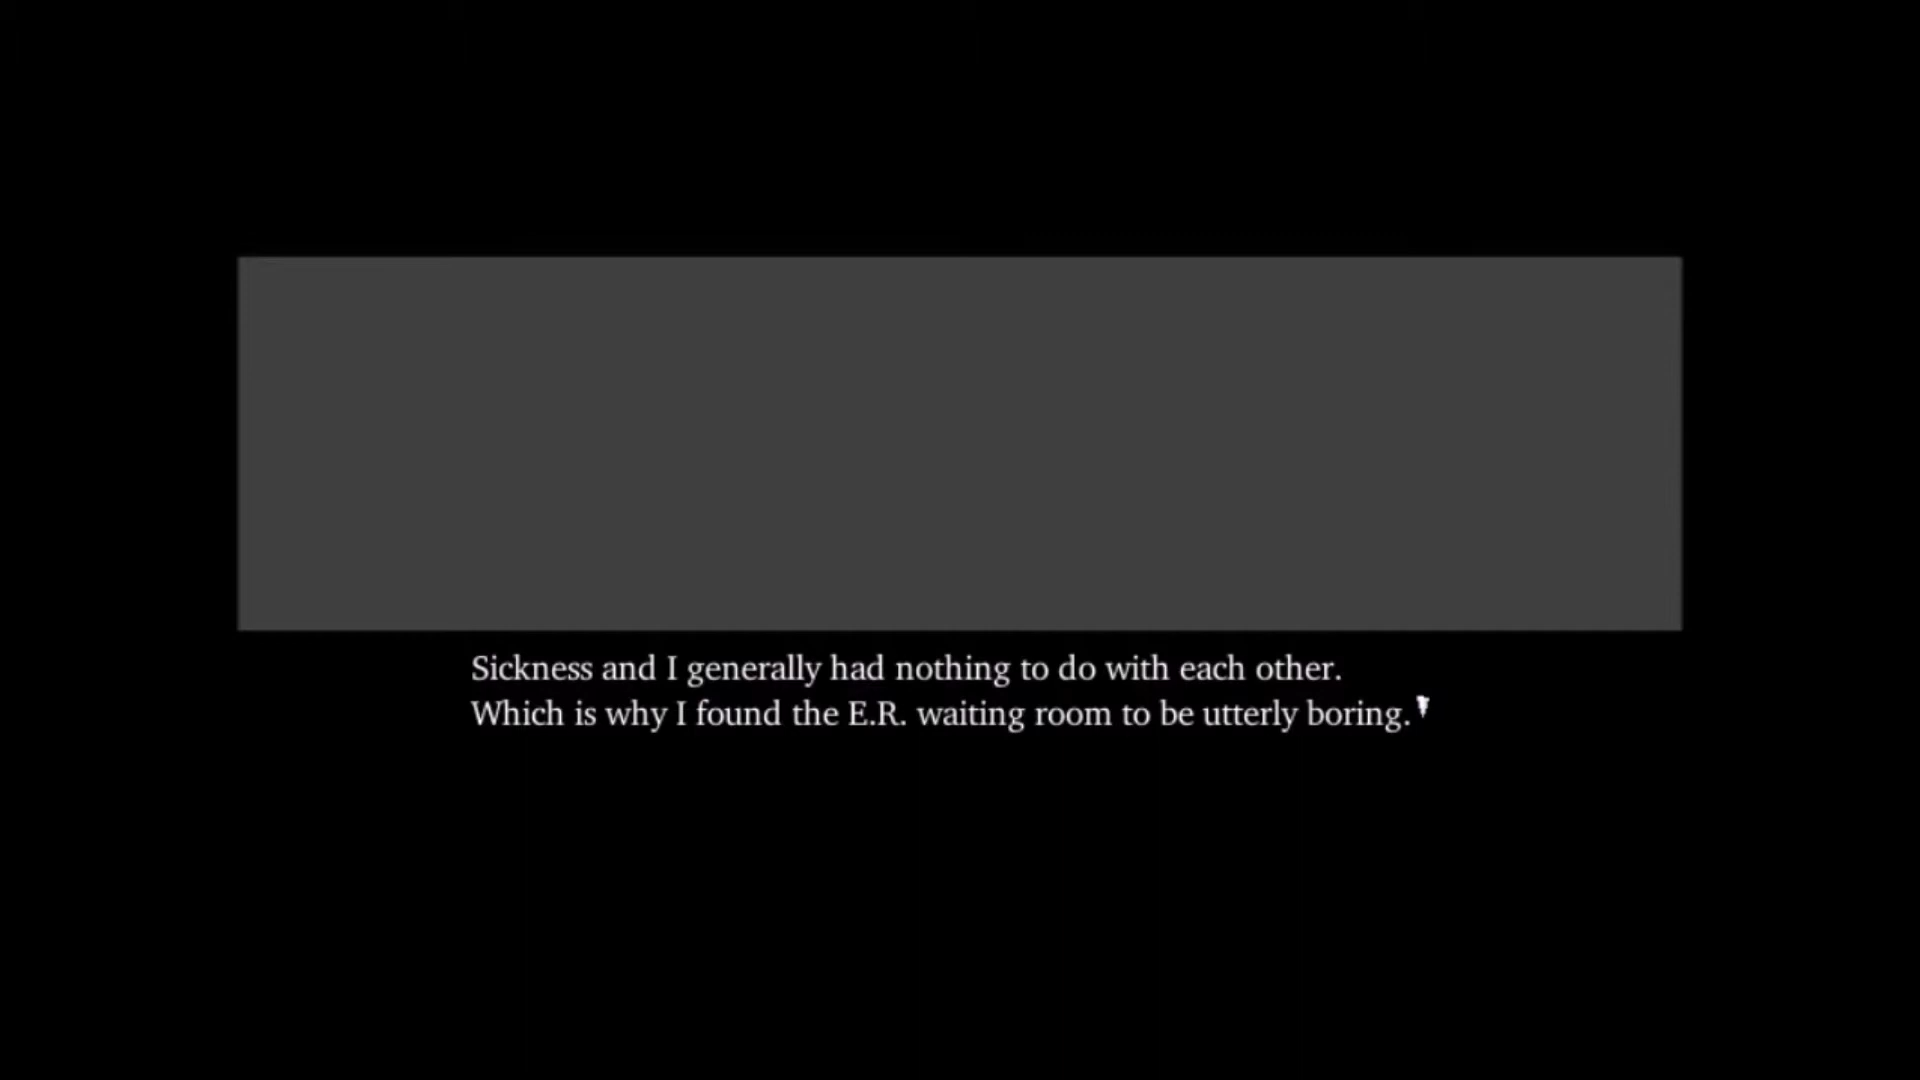 Sickness and I generally had nothing to do with each other.
Which is why I found the E.R. waiting room to be utterly boring.